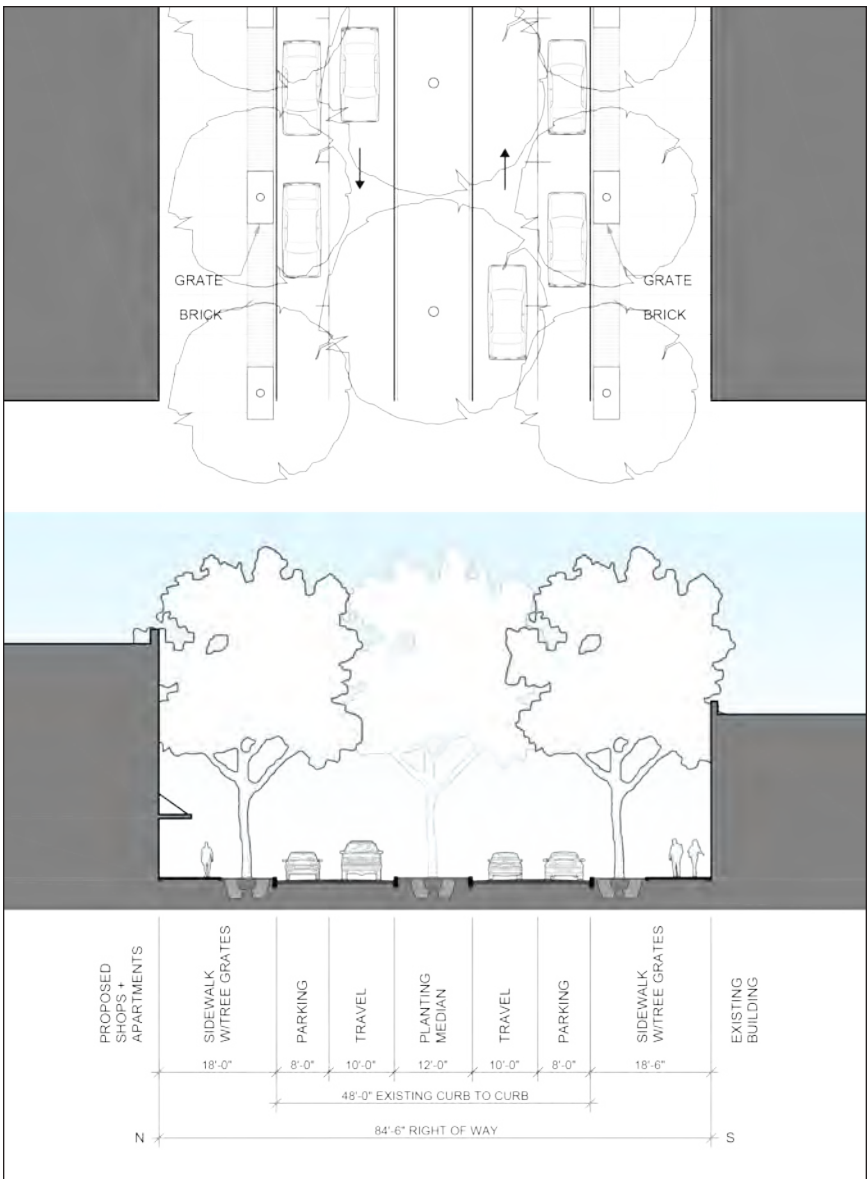 GRATE
BRICK
GRATE
BRICK
PROPOSED
SHOPS +
APARTMENTS
SIDEWALK
W/TREE GRATES
PARKING
TRAVEL
PLANTING
MEDIAN
TRAVEL
PARKING
SIDEWALK
W/TREE GRATES
EXISTING
BUILDING
18'-0"
8'-0"
10'-0"
12'-0"
10'-0"
8'-0"
18'-6"
48'-0" EXISTING CURB TO CURB
84'-6" RIGHT OF WAY
N
S